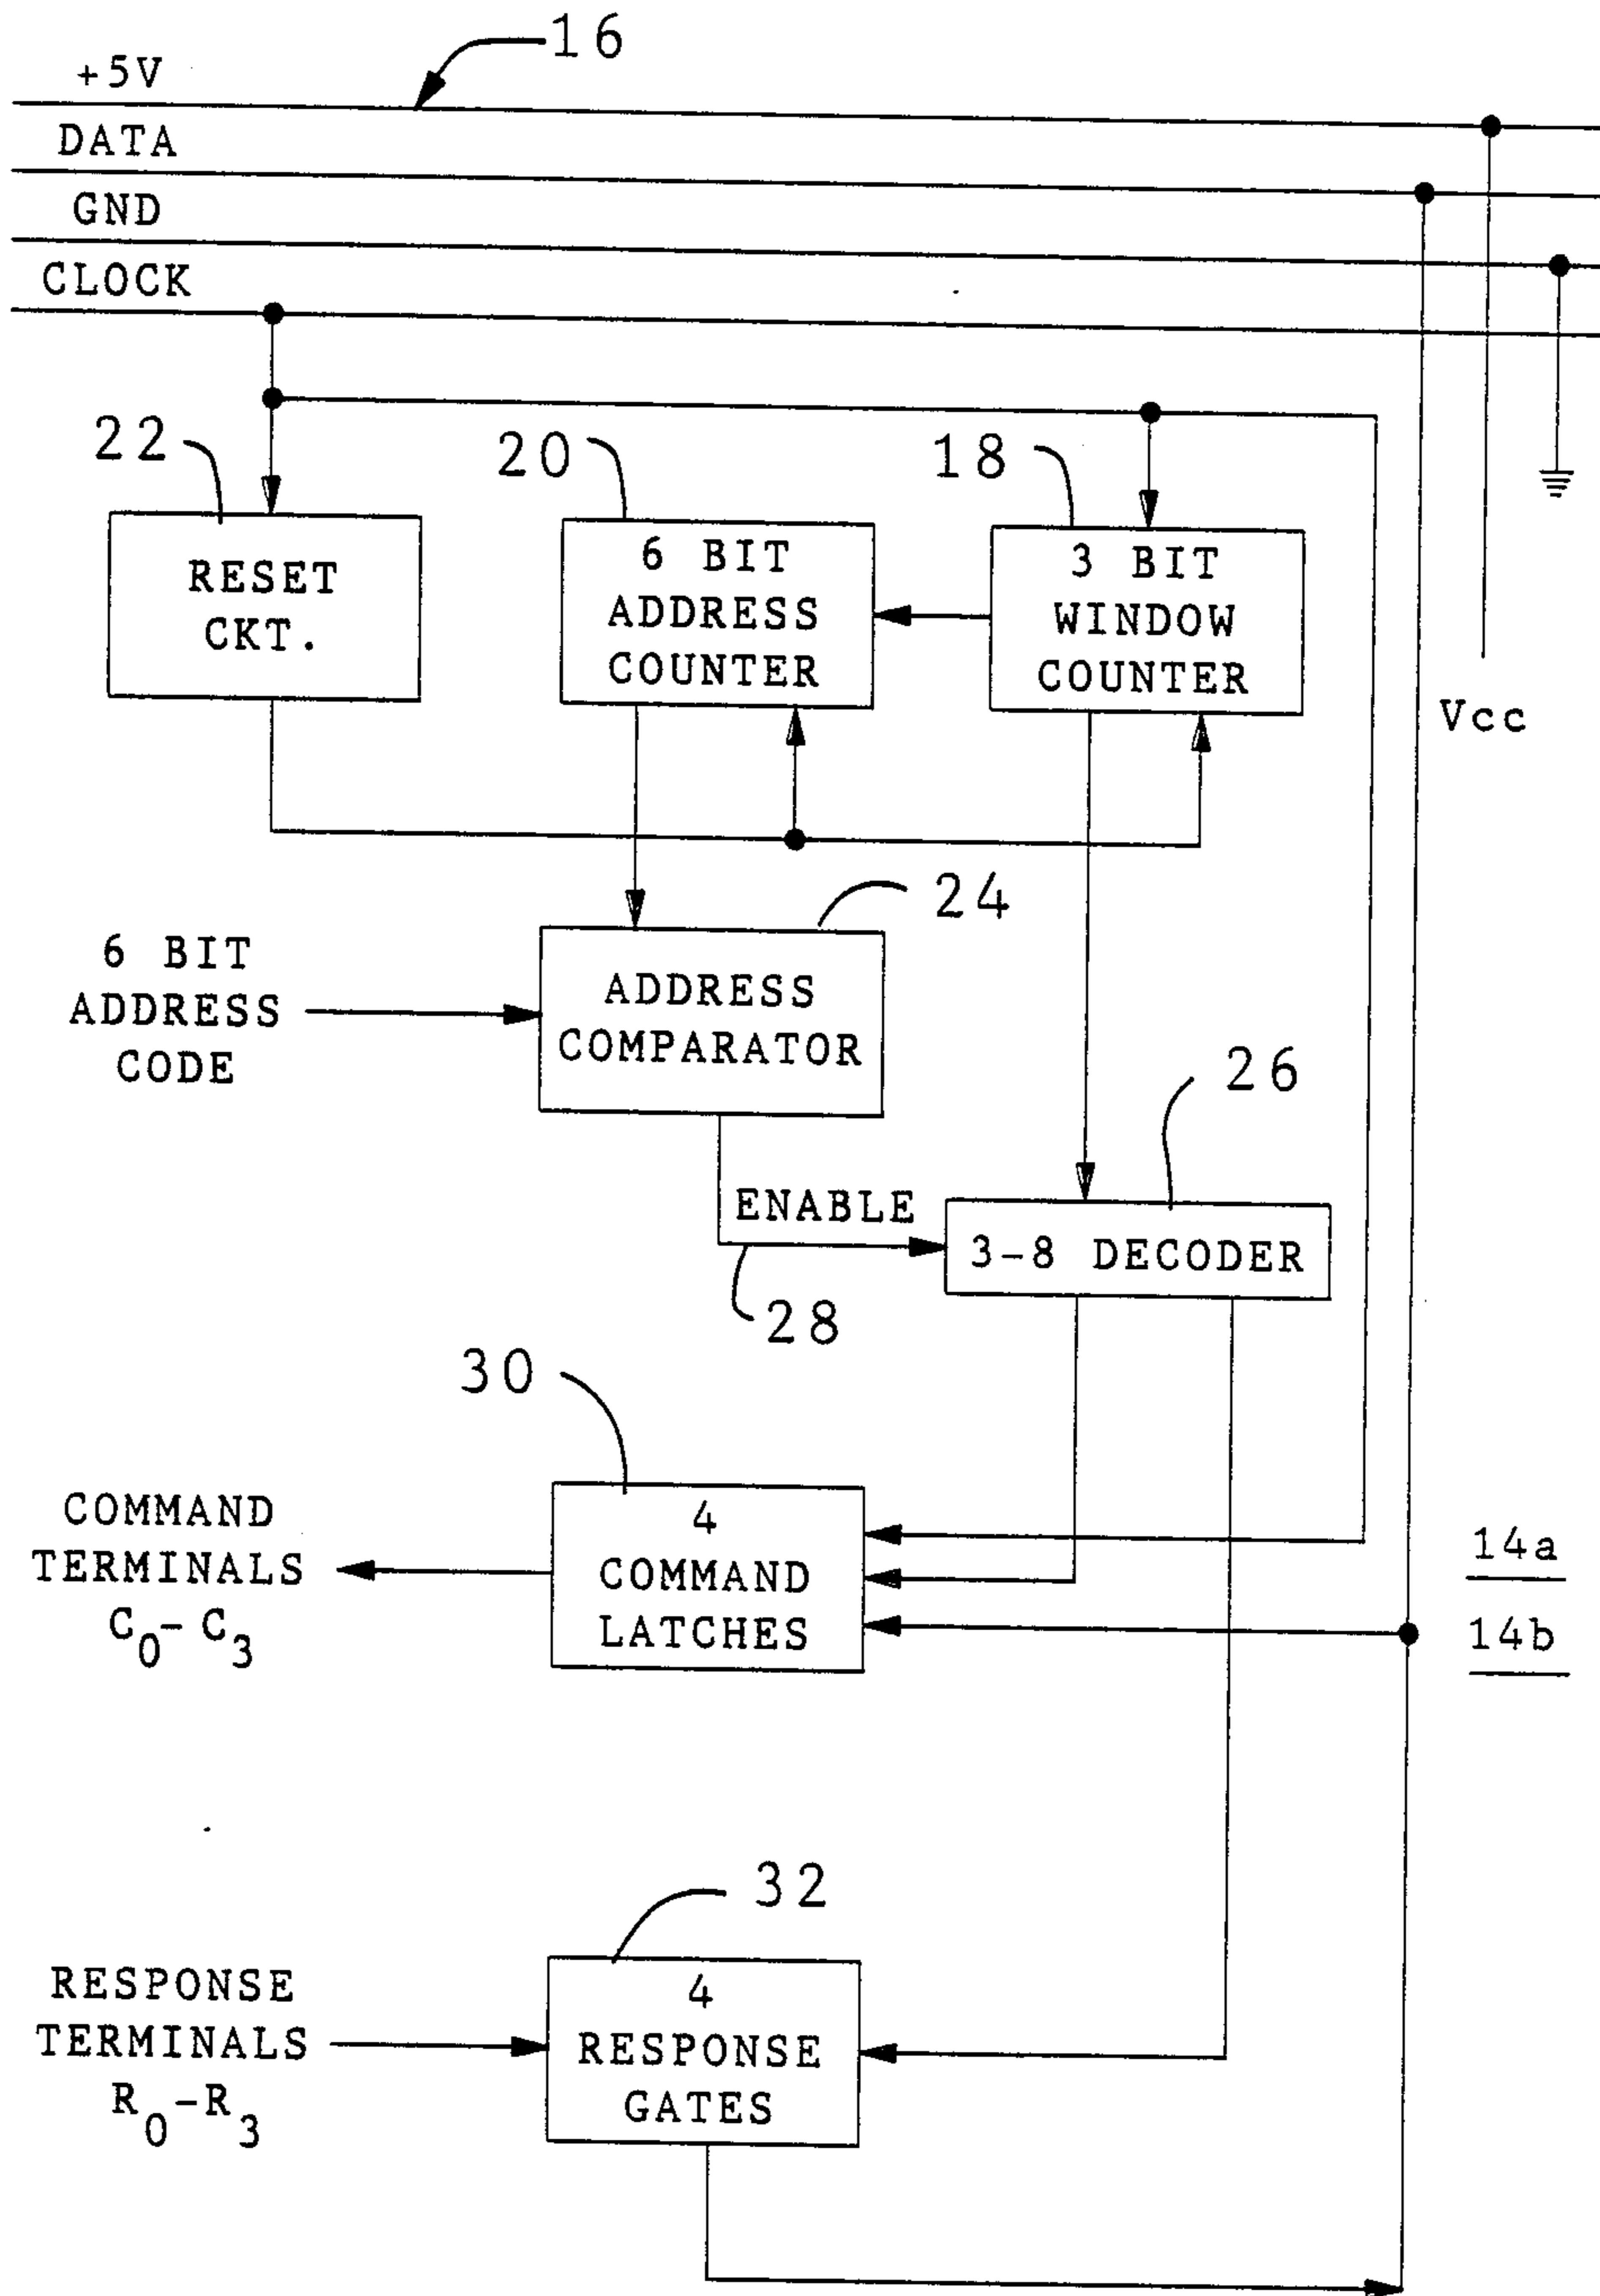 16
+5V
DATA
GND
CLOCK
22
20
18
RESET
CKT.
6 BIT
ADDRESS
COUNTER
3 BIT
WINDOW
COUNTER
Vcc
24
6 BIT
ADDRESS
CODE
ADDRESS
COMPARATOR
26
ENABLE
3-8 DECODER
28
30
COMMAND
TERMINALS
C0- C3
4
COMMAND
LATCHES
14a
14b
32
RESPONSE
TERMINALS
R0-R3
4
RESPONSE
GATES